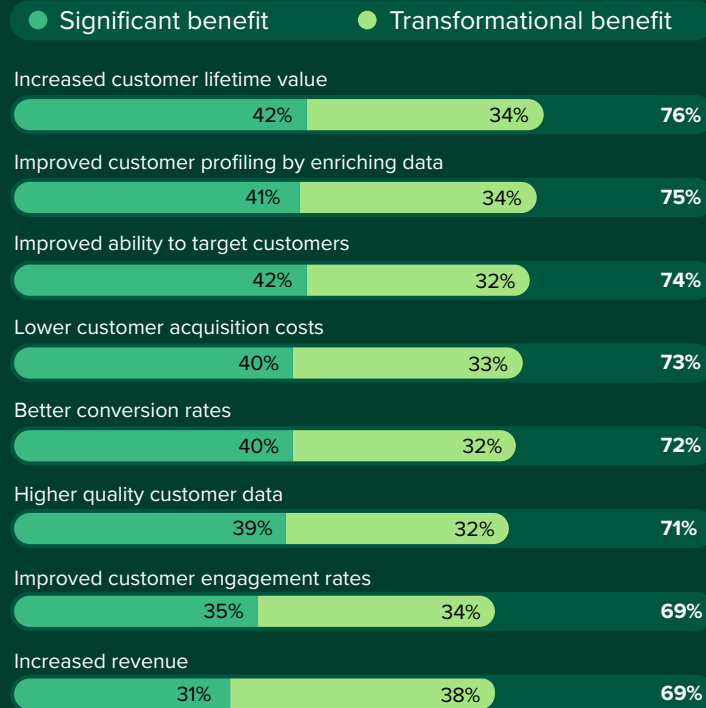 Significant benefit Transformational benefit
Increased customer lifetime value
42% 34% 76%
Improved customer profiling by enriching data
41% 34% 75%
Improved ability to target customers
42% 32% 74%
Lower customer acquisition costs
40% 33% 73%
Better conversion rates
40% 32% 72%
Higher quality customer data
39% 32% 71%
Improved customer engagement rates
35% 34% 69%
Increased revenue
31% 38% 69%